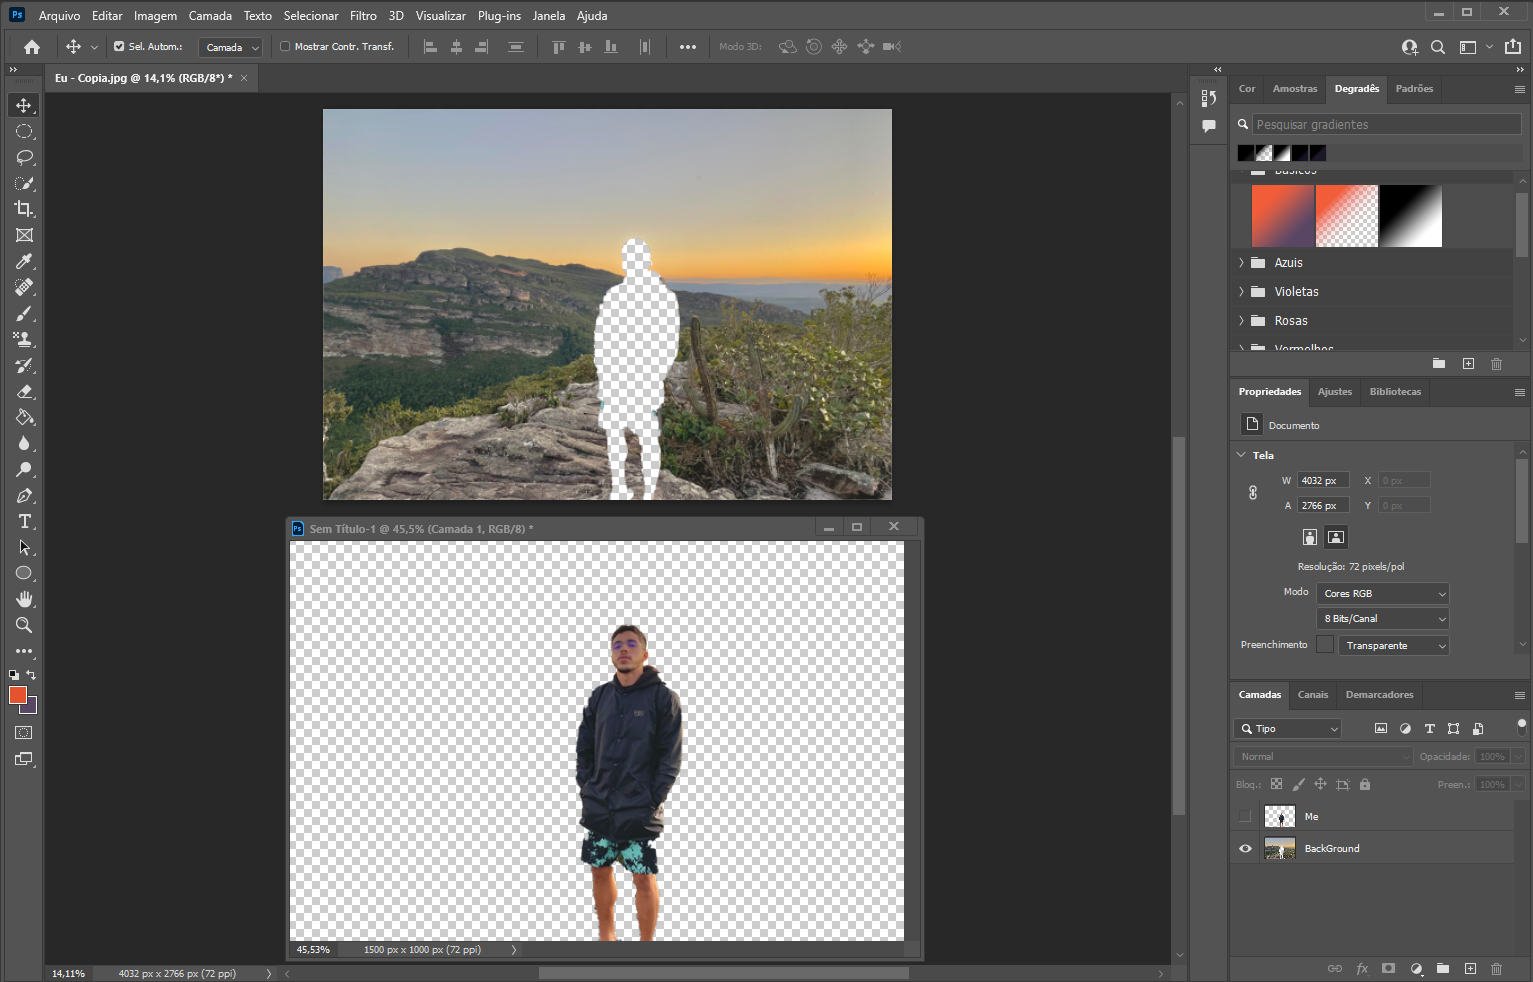 Ps Arquivo Editar Imagem Camada Texto Selecionar Filtro 3D Visualizar Plug-ins Janela Ajuda
Sel. Autom.: Camada Mostrar Contr. Transf. ••• Modo 3D:
Eu - Copia.jpg @ 14,1% (RGB/8*) * ×
Cor Amostras Degradês Padrões
Pesquisar gradientes
Básicos
Azuis
Violetas
Rosas
Vermelhos
Propriedades Ajustes Bibliotecas
Documento
Tela
W 4032 px X 0 px
A 2766 px Y 0 px
Resolução: 72 pixels/pol
Modo Cores RGB
8 Bits/Canal
Preenchimento Transparente
Camadas Canais Demarcadores
Tipo
Normal Opacidade: 100%
Bloq.: Preen.: 100%
Me
BackGround
fx
Ps Sem Título-1 @ 45,5% (Camada 1, RGB/8) *
45,53% 1500 px x 1000 px (72 ppi)
14,11% 4032 px x 2766 px (72 ppi)